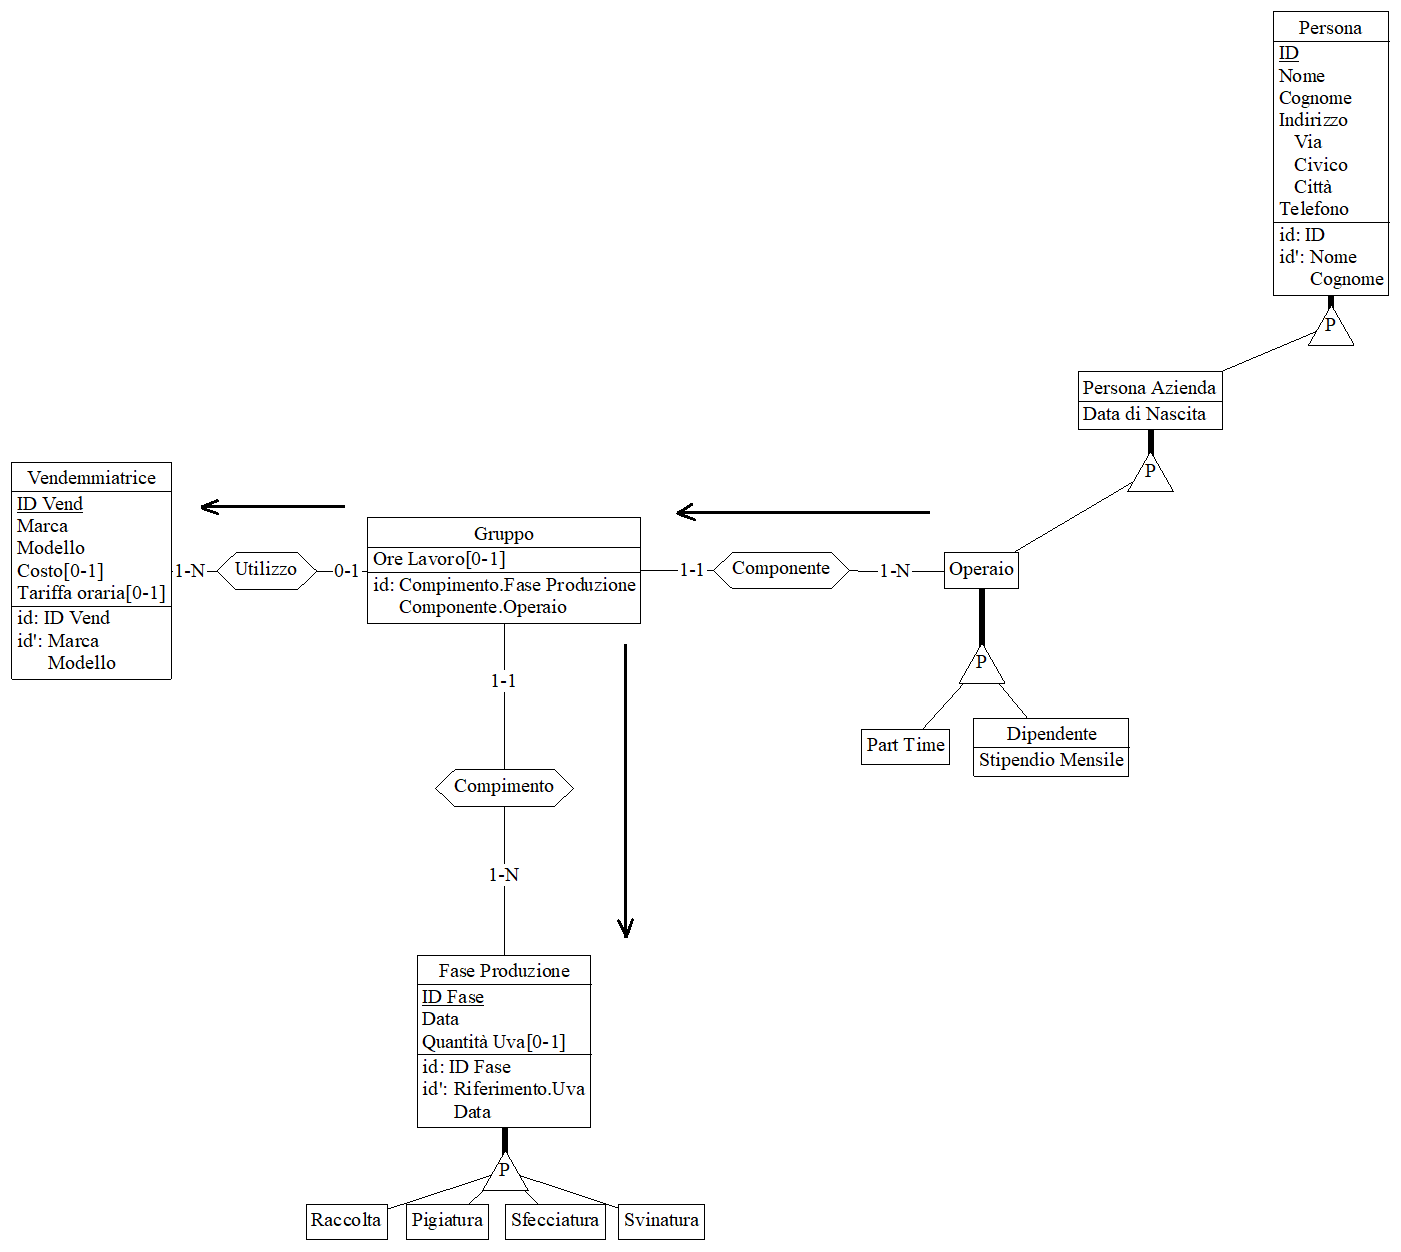 Persona
ID
Nome
Cognome
Indirizzo
Via
Civico
Città
Telefono
id: ID
id': Nome
Cognome
P
Persona Azienda
Data di Nascita
P
Vendemmiatrice
ID Vend
Marca
Modello
Costo[0-1]
Tariffa oraria[0-1]
id: ID Vend
id': Marca
Modello
1-N
Utilizzo
0-1
Gruppo
Ore Lavoro[0-1]
id: Compimento.Fase Produzione
Componente.Operaio
1-1
Componente
1-N
Operaio
P
Part Time
Dipendente
Stipendio Mensile
1-1
Compimento
1-N
Fase Produzione
ID Fase
Data
Quantità Uva[0-1]
id: ID Fase
id': Riferimento.Uva
Data
P
Raccolta
Pigiatura
Sfecciatura
Svinatura